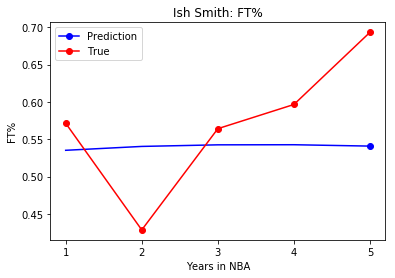 Ish Smith: FT%
Prediction
True
0.70
0.65
0.60
0.55
0.50
0.45
FT%
1 2 3 4 5
Years in NBA